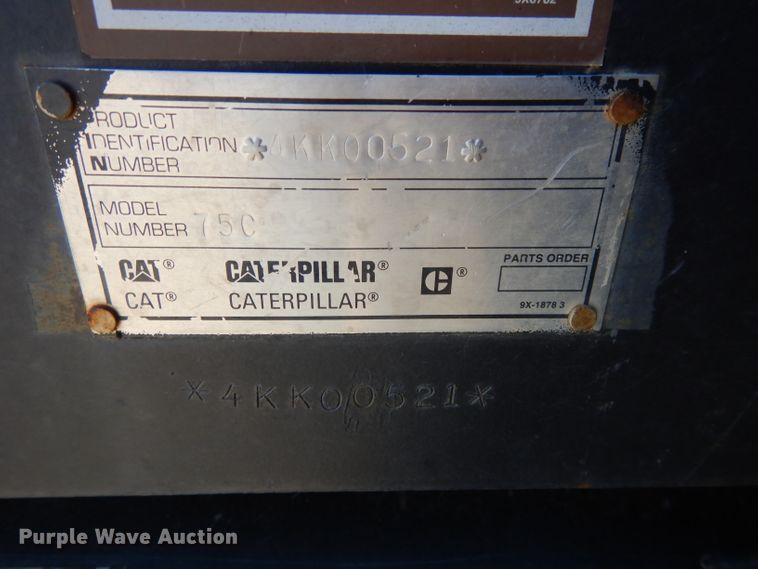 9X6702
PRODUCT
IDENTIFICATION *4KK00521*
NUMBER
MODEL
NUMBER 75C
CAT® CATERPILLAR® C® PARTS ORDER
CAT® CATERPILLAR®
9X-1878 3
*4KK00521*
Purple Wave Auction